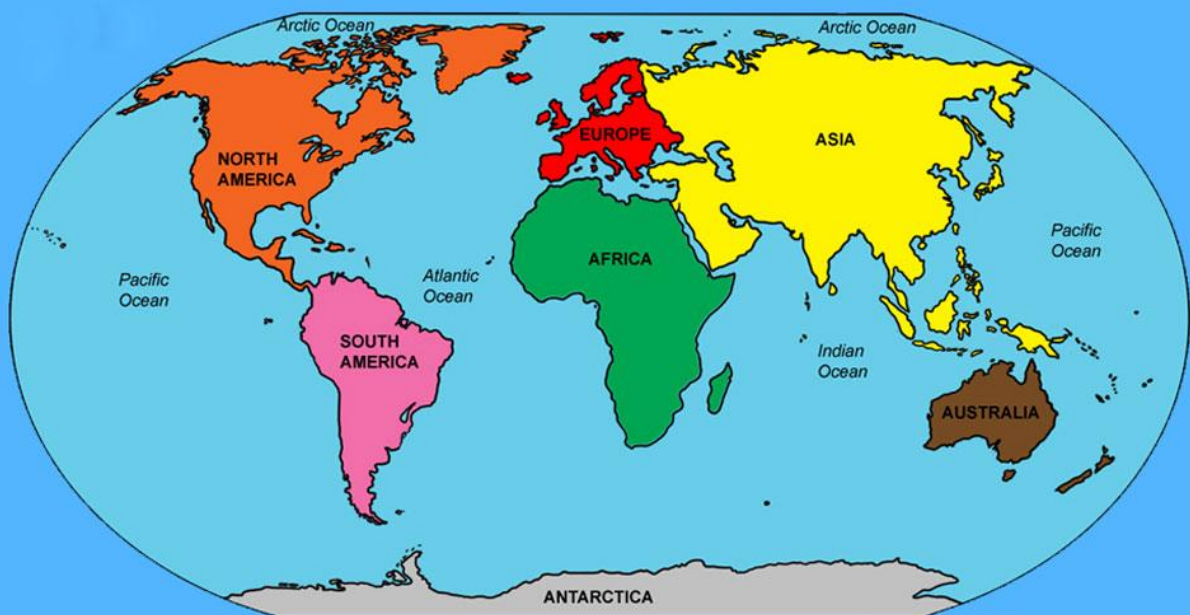 Arctic Ocean
Arctic Ocean
EUROPE
ASIA
NORTH
AMERICA
AFRICA
Pacific
Ocean
Atlantic
Ocean
Pacific
Ocean
SOUTH
AMERICA
Indian
Ocean
AUSTRALIA
ANTARCTICA